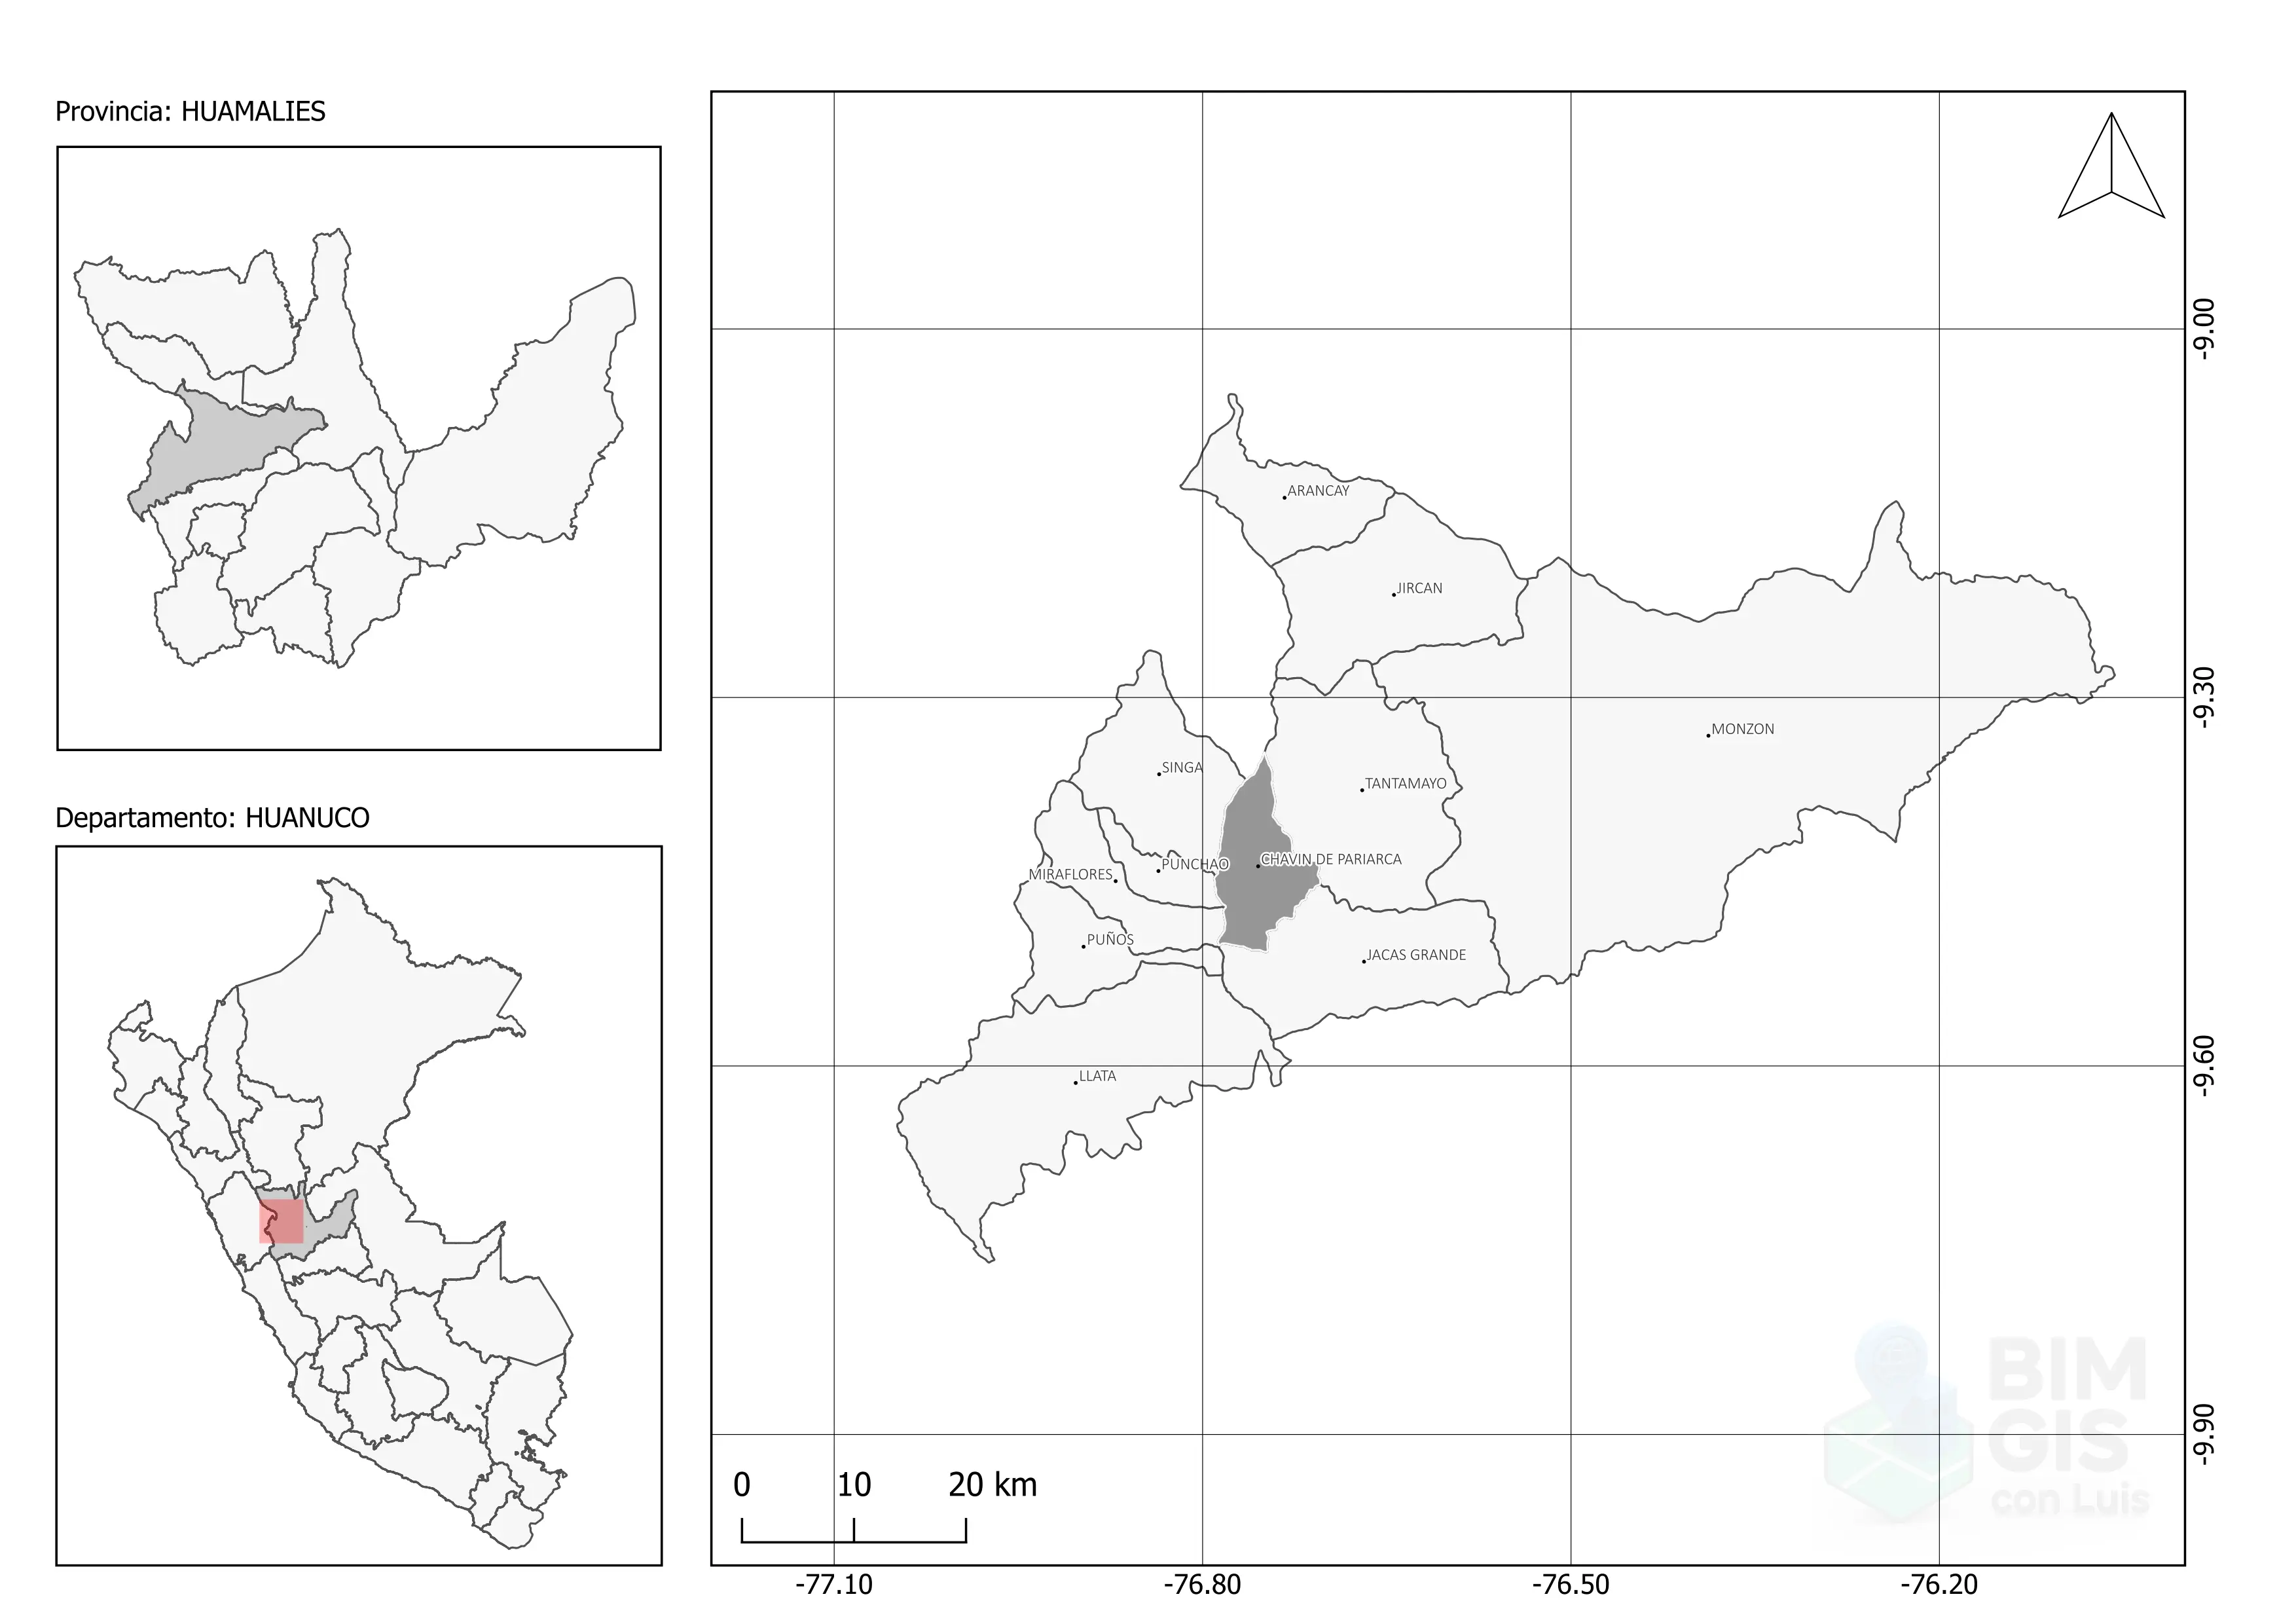 Provincia: HUAMALIES
Departamento: HUANUCO
ARANCAY
JIRCAN
MONZON
SINGA
TANTAMAYO
CHAVIN DE PARIARCA
PUNCHAO
MIRAFLORES
PUÑOS
JACAS GRANDE
LLATA
-9.00
-9.30
-9.60
-9.90
0 10 20 km
-77.10 -76.80 -76.50 -76.20
BIM
GIS
con Luis